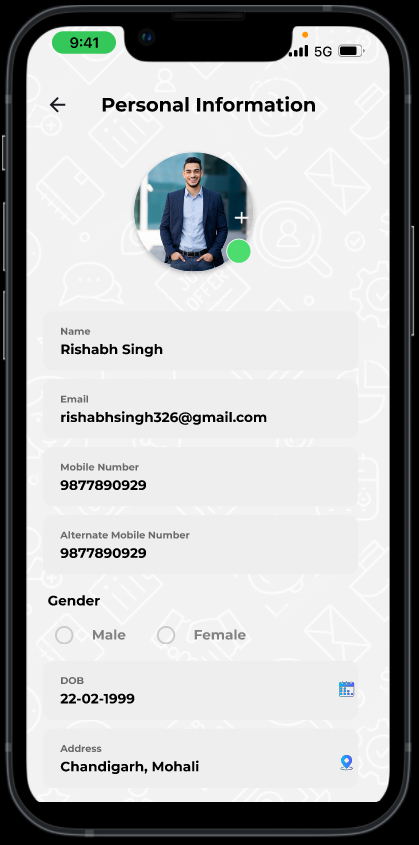 9:41
5G
Personal Information
Name
Rishabh Singh
Email
rishabhsingh326@gmail.com
Mobile Number
9877890929
Alternate Mobile Number
9877890929
Gender
Male Female
DOB
22-02-1999
Address
Chandigarh, Mohali